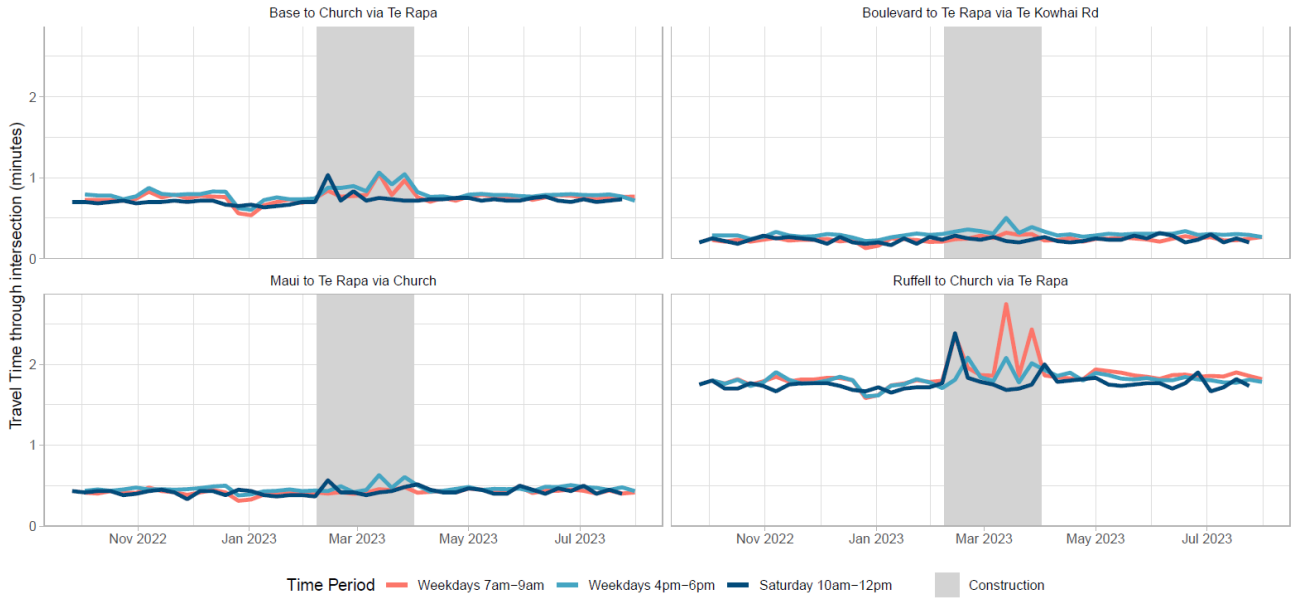 Base to Church via Te Rapa
Boulevard to Te Rapa via Te Kowhai Rd
Travel Time through intersection (minutes)
2
1
0
Maui to Te Rapa via Church
Ruffell to Church via Te Rapa
2
1
0
Nov 2022 Jan 2023 Mar 2023 May 2023 Jul 2023
Nov 2022 Jan 2023 Mar 2023 May 2023 Jul 2023
Time Period Weekdays 7am−9am Weekdays 4pm−6pm Saturday 10am−12pm Construction